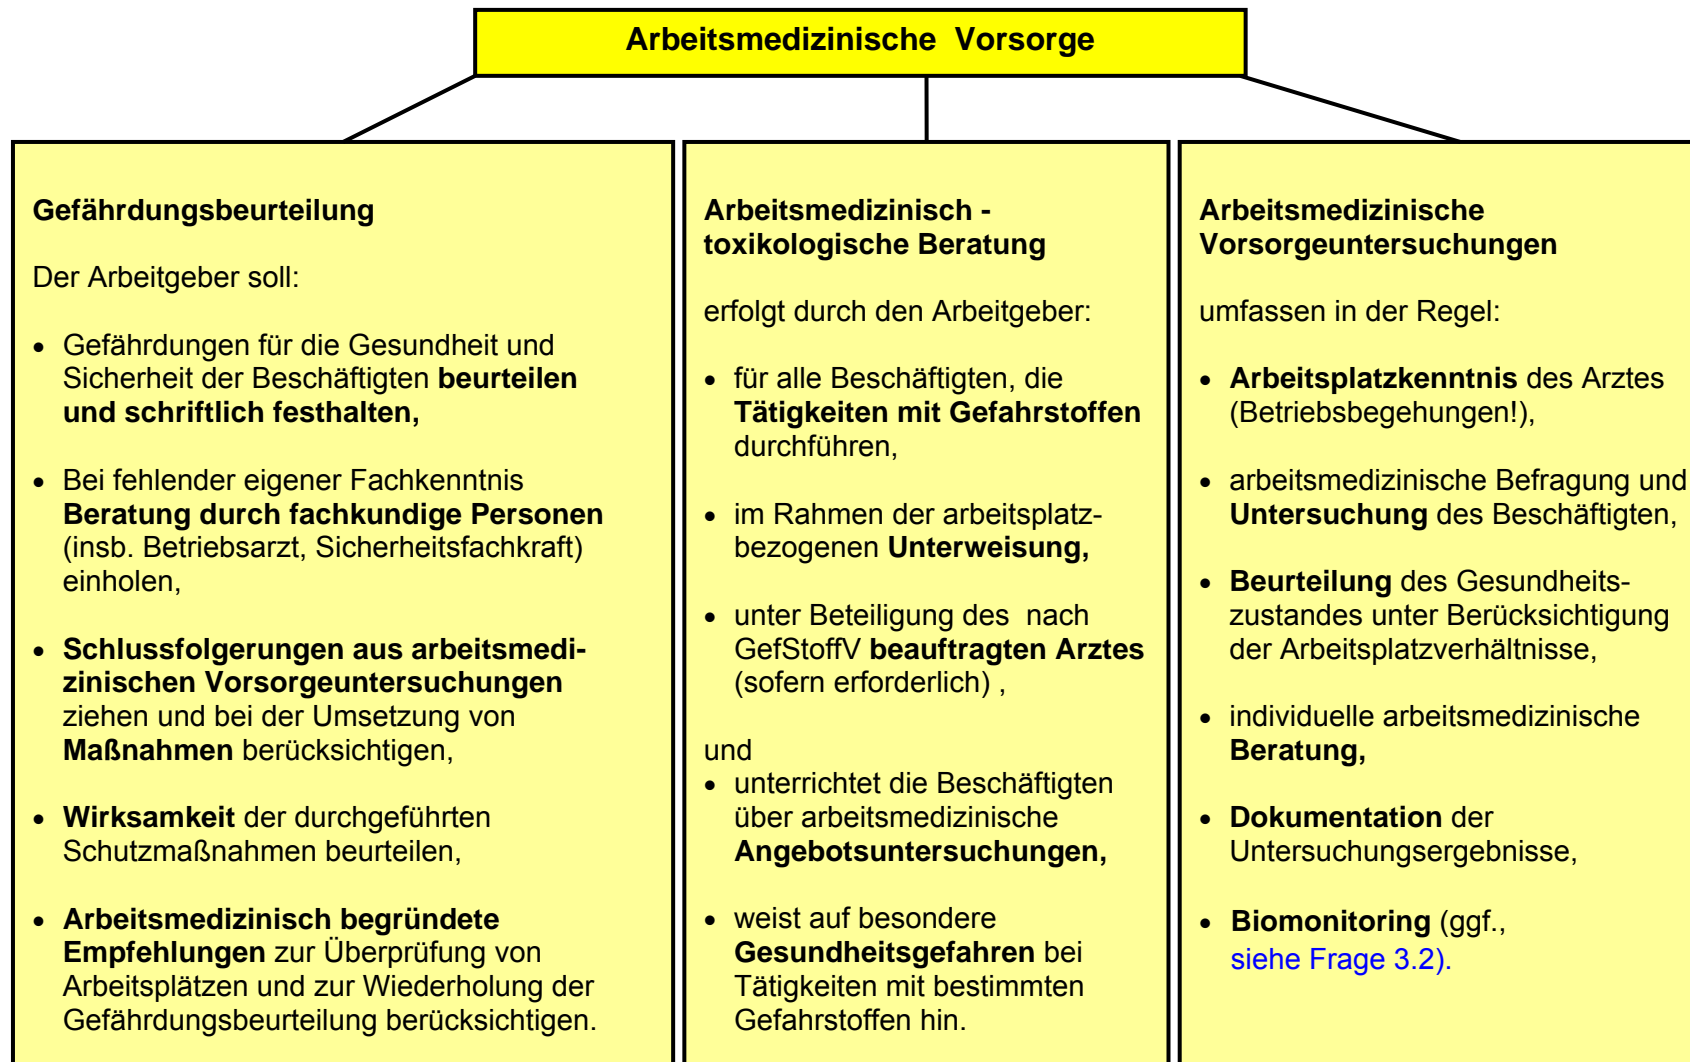 Arbeitsmedizinische  Vorsorge
Gefährdungsbeurteilung
Der Arbeitgeber soll:
• Gefährdungen für die Gesundheit und
Sicherheit der Beschäftigten beurteilen
und schriftlich festhalten,
• Bei fehlender eigener Fachkenntnis
Beratung durch fachkundige Personen
(insb. Betriebsarzt, Sicherheitsfachkraft)
einholen,
• Schlussfolgerungen aus arbeitsmedi-
zinischen Vorsorgeuntersuchungen
ziehen und bei der Umsetzung von
Maßnahmen berücksichtigen,
• Wirksamkeit der durchgeführten
Schutzmaßnahmen beurteilen,
• Arbeitsmedizinisch begründete
Empfehlungen zur Überprüfung von
Arbeitsplätzen und zur Wiederholung der
Gefährdungsbeurteilung berücksichtigen.
Arbeitsmedizinisch -
toxikologische Beratung
erfolgt durch den Arbeitgeber:
• für alle Beschäftigten, die
Tätigkeiten mit Gefahrstoffen
durchführen,
• im Rahmen der arbeitsplatz-
bezogenen Unterweisung,
• unter Beteiligung des  nach
GefStoffV beauftragten Arztes
(sofern erforderlich) ,
und
• unterrichtet die Beschäftigten
über arbeitsmedizinische
Angebotsuntersuchungen,
• weist auf besondere
Gesundheitsgefahren bei
Tätigkeiten mit bestimmten
Gefahrstoffen hin.
Arbeitsmedizinische
Vorsorgeuntersuchungen
umfassen in der Regel:
• Arbeitsplatzkenntnis des Arztes
(Betriebsbegehungen!),
• arbeitsmedizinische Befragung und
Untersuchung des Beschäftigten,
• Beurteilung des Gesundheits-
zustandes unter Berücksichtigung
der Arbeitsplatzverhältnisse,
• individuelle arbeitsmedizinische
Beratung,
• Dokumentation der
Untersuchungsergebnisse,
• Biomonitoring (ggf.,
siehe Frage 3.2).